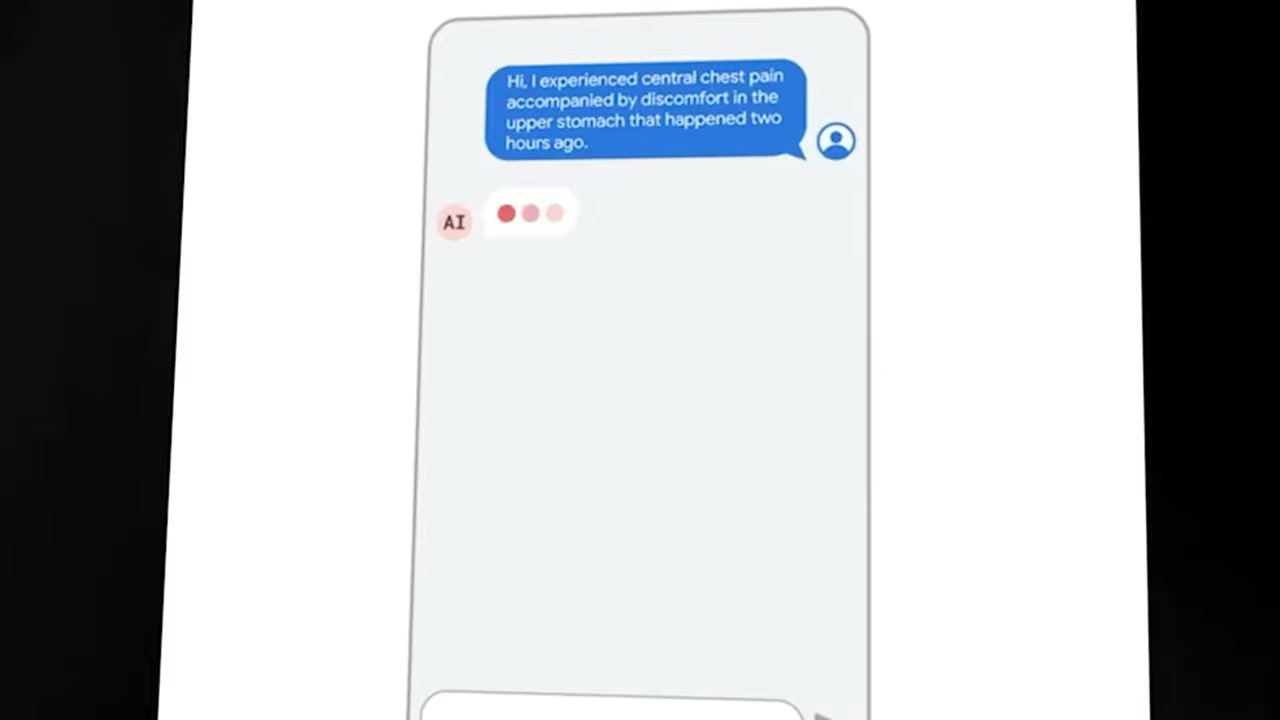 Hi, I experienced central chest pain
accompanied by discomfort in the
upper stomach that happened two
hours ago.
AI